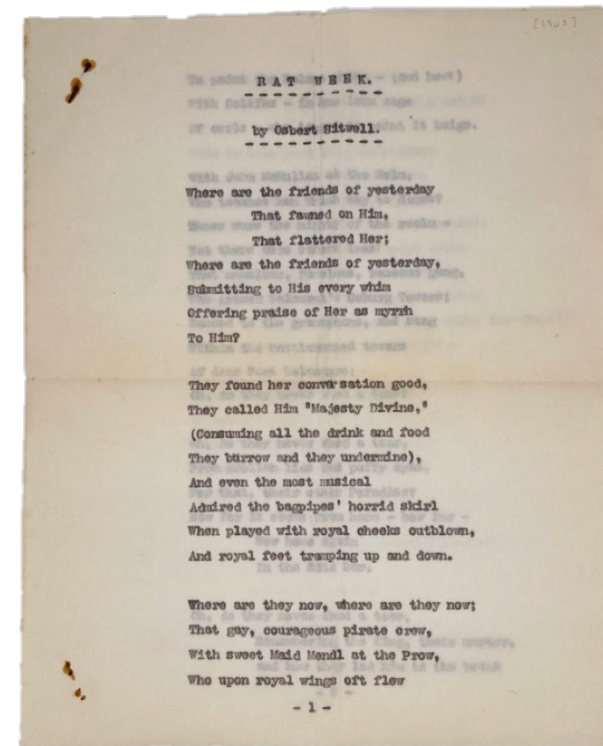 [1303]
RAT WEEK.
by Osbert Sitwell.
Where are the friends of yesterday
That fawned on Him,
That flattered Her;
Where are the friends of yesterday,
Submitting to His every whim
Offering praise of Her as myrrh
To Him?
They found her conversation good,
They called Him "Majesty Divine,"
(Consuming all the drink and food
They burrow and they undermine),
And even the most musical
Admired the bagpipes' horrid skirl
When played with royal cheeks outblown,
And royal feet tramping up and down.
Where are they now, where are they now;
That gay, courageous pirate crew,
With sweet Maid Mendl at the Prow,
Who upon royal wings oft flew
- 1 -